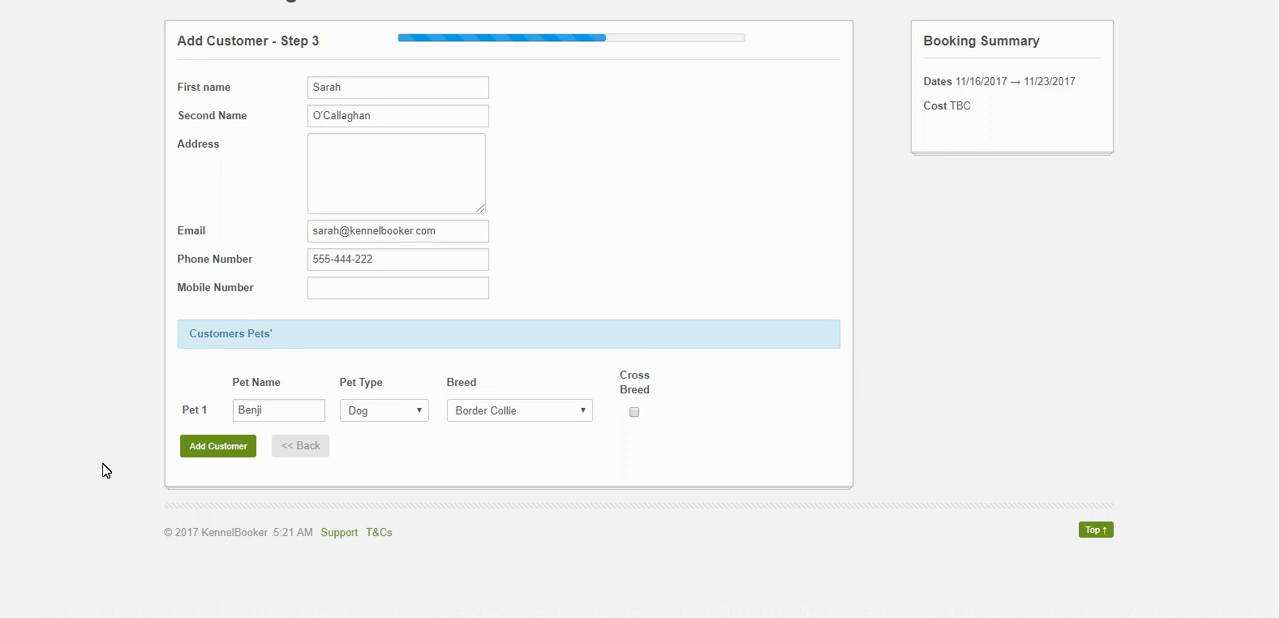 Add Customer - Step 3
First name Sarah
Second Name O'Callaghan
Address
Email sarah@kennelbooker.com
Phone Number 555-444-222
Mobile Number
Customers Pets'
Pet Name Pet Type Breed Cross Breed
Pet 1 Benji Dog Border Collie
Add Customer << Back
Booking Summary
Dates 11/16/2017 → 11/23/2017
Cost TBC
© 2017 KennelBooker 5:21 AM Support T&Cs
Top ↑